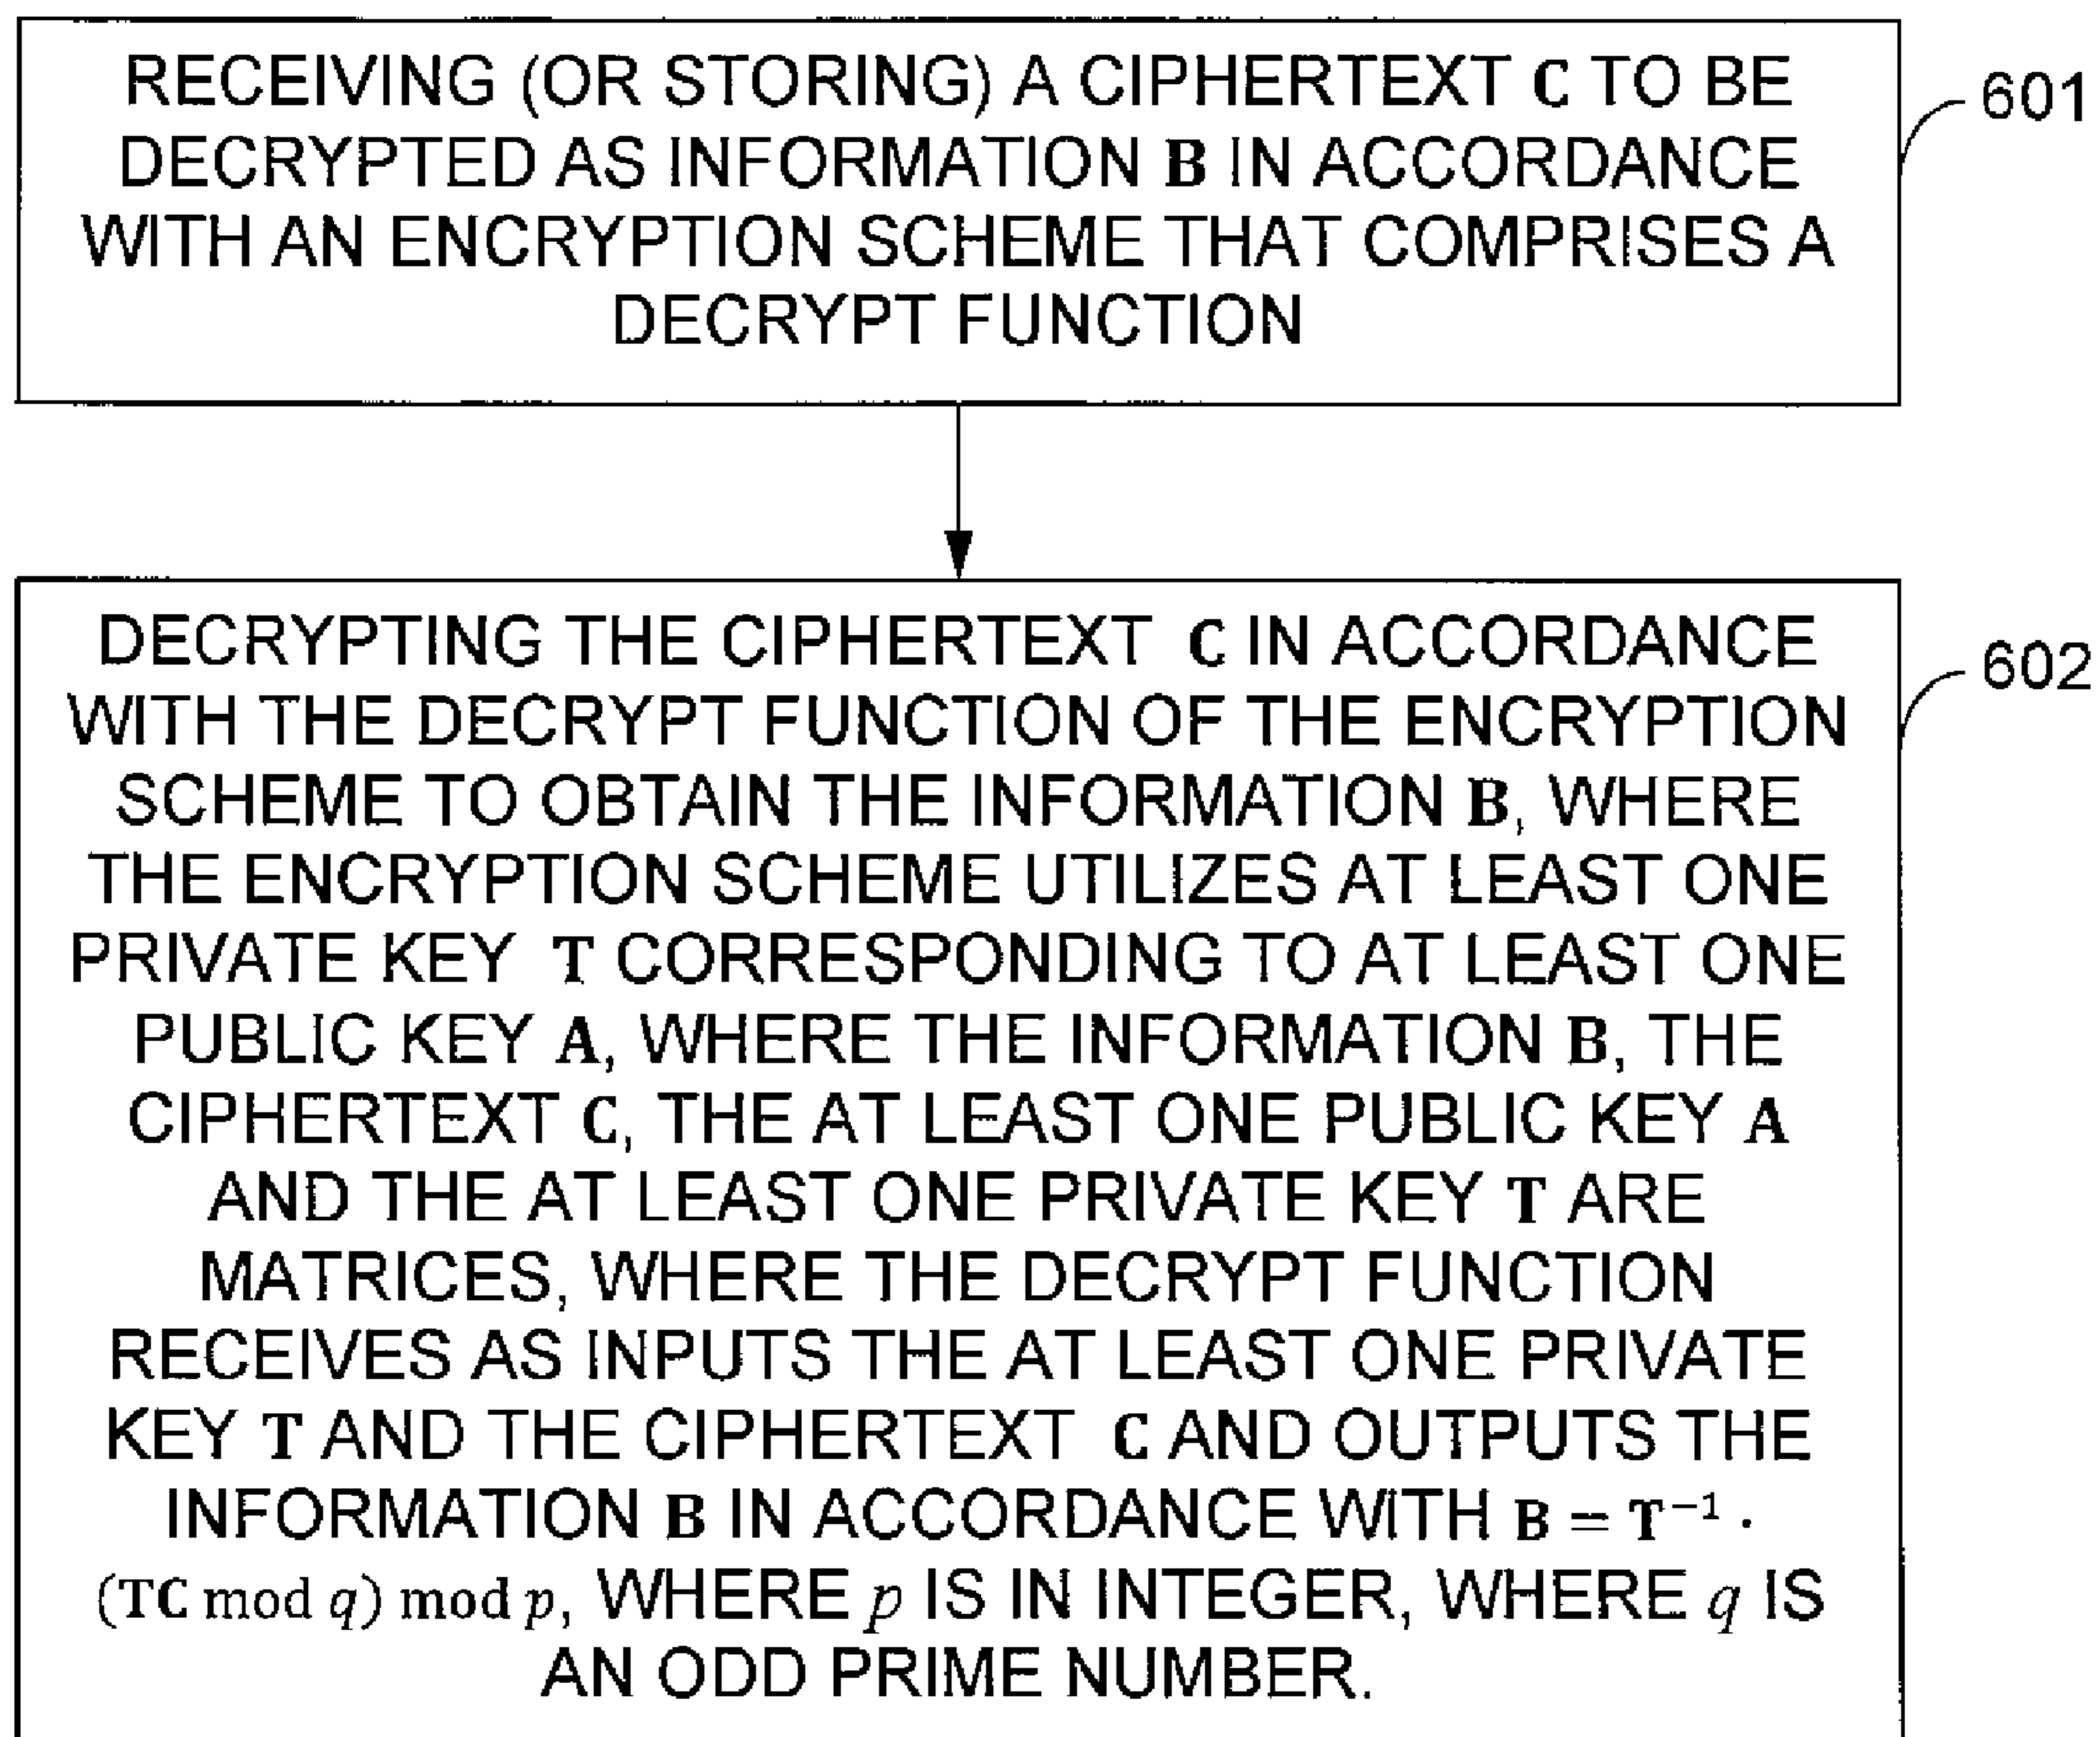 RECEIVING (OR STORING) A CIPHERTEXT C TO BE
DECRYPTED AS INFORMATION B IN ACCORDANCE
WITH AN ENCRYPTION SCHEME THAT COMPRISES A
DECRYPT FUNCTION
601
DECRYPTING THE CIPHERTEXT C IN ACCORDANCE
WITH THE DECRYPT FUNCTION OF THE ENCRYPTION
SCHEME TO OBTAIN THE INFORMATION B, WHERE
THE ENCRYPTION SCHEME UTILIZES AT LEAST ONE
PRIVATE KEY T CORRESPONDING TO AT LEAST ONE
PUBLIC KEY A, WHERE THE INFORMATION B, THE
CIPHERTEXT C, THE AT LEAST ONE PUBLIC KEY A
AND THE AT LEAST ONE PRIVATE KEY T ARE
MATRICES, WHERE THE DECRYPT FUNCTION
RECEIVES AS INPUTS THE AT LEAST ONE PRIVATE
KEY T AND THE CIPHERTEXT C AND OUTPUTS THE
INFORMATION B IN ACCORDANCE WITH B = T⁻¹ ·
(TC mod q) mod p, WHERE p IS IN INTEGER, WHERE q IS
AN ODD PRIME NUMBER.
602